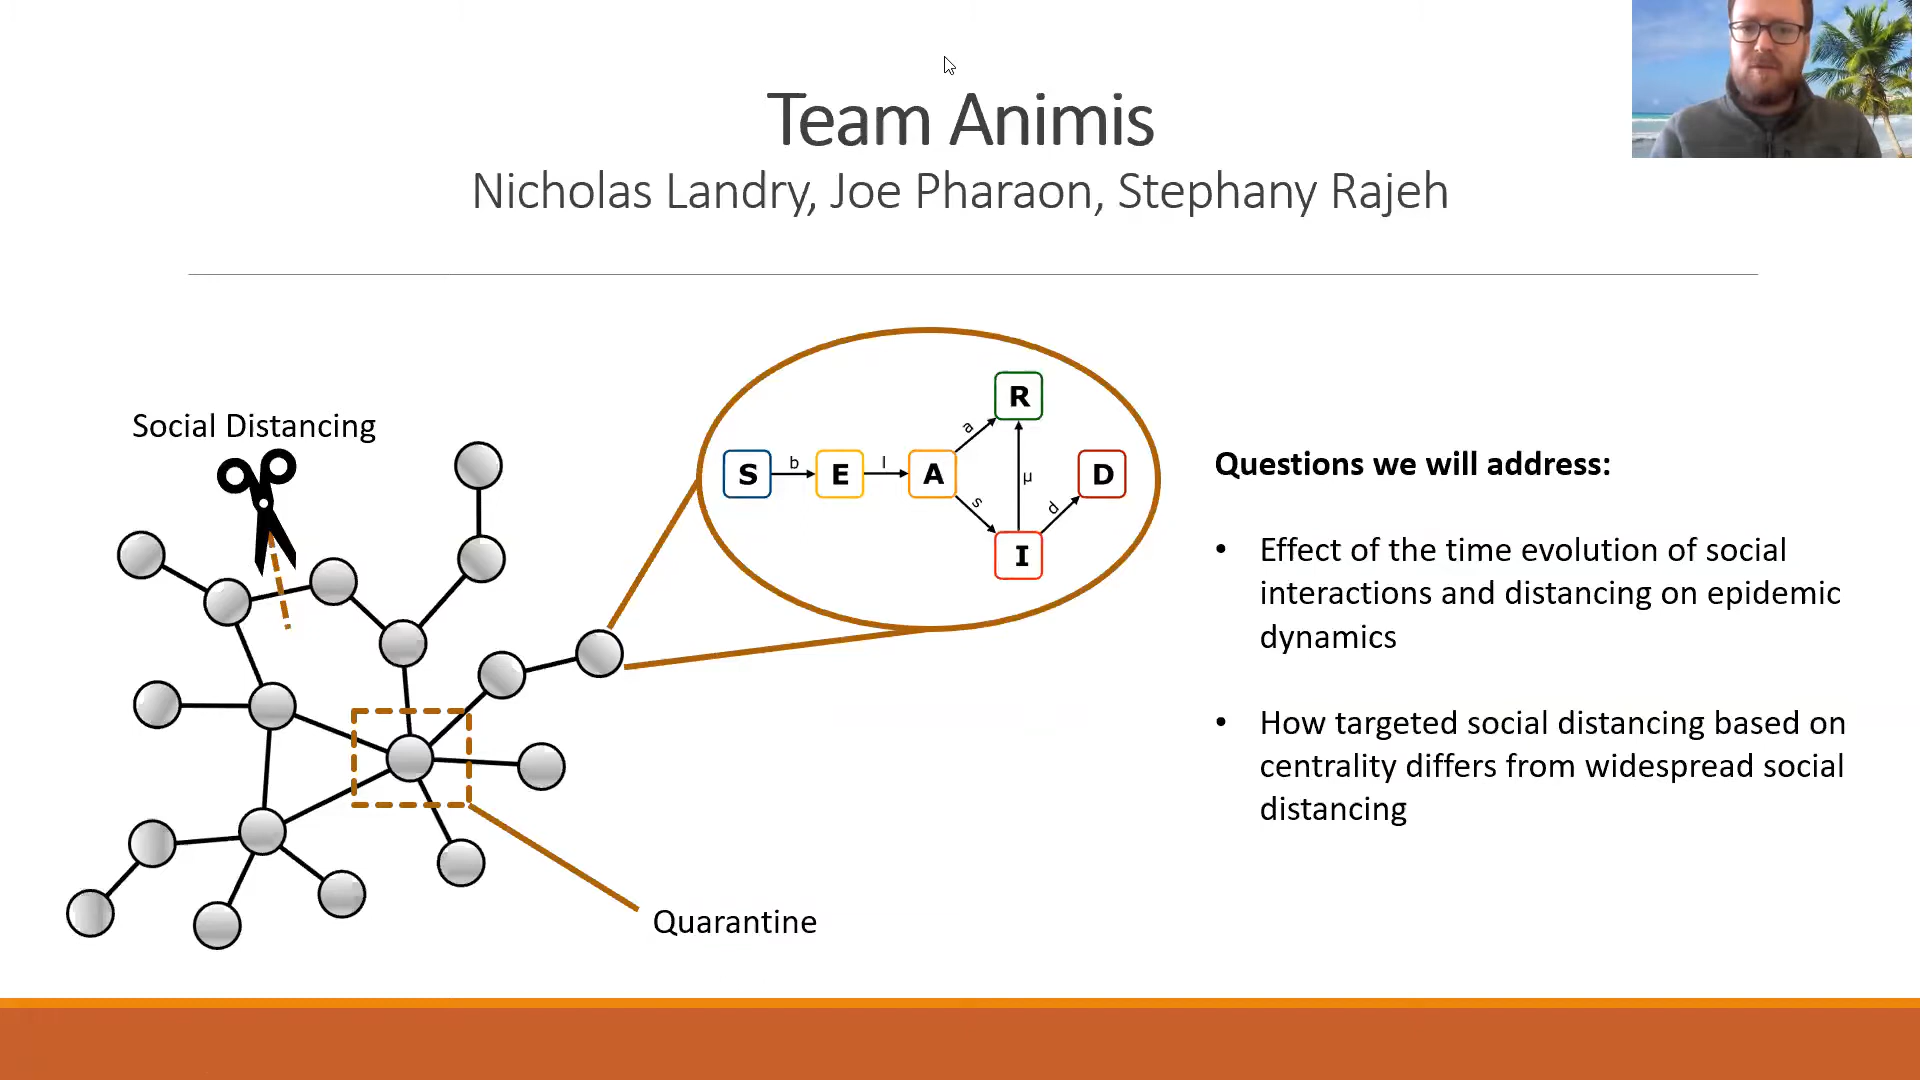 Team Animis
Nicholas Landry, Joe Pharaon, Stephany Rajeh
Social Distancing
R
a
S
b
E
l
A
μ
D
s
d
I
Questions we will address:
• Effect of the time evolution of social
interactions and distancing on epidemic
dynamics
• How targeted social distancing based on
centrality differs from widespread social
distancing
Quarantine